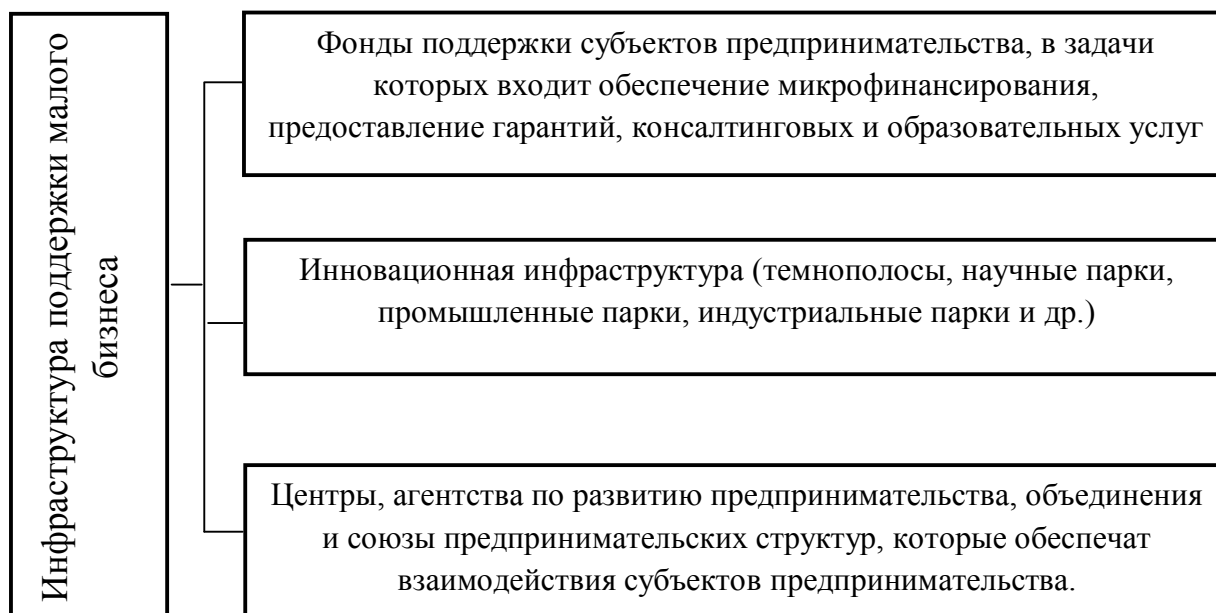 Инфраструктура поддержки малого
бизнеса
Фонды поддержки субъектов предпринимательства, в задачи
которых входит обеспечение микрофинансирования,
предоставление гарантий, консалтинговых и образовательных услуг
Инновационная инфраструктура (темнополосы, научные парки,
промышленные парки, индустриальные парки и др.)
Центры, агентства по развитию предпринимательства, объединения
и союзы предпринимательских структур, которые обеспечат
взаимодействия субъектов предпринимательства.